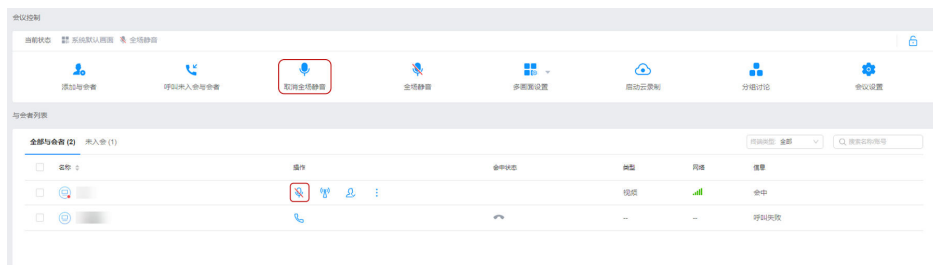 会议控制
当前状态 系统默认画面 全场静音
添加与会者 呼叫未入会与会者 取消全场静音 全场静音 多画面设置 启动云录制 分组讨论 会议设置
与会者列表
全部与会者 (2) 未入会 (1) 终端类型: 全部 搜索名称/账号
名称 操作 会中状态 类型 网络 信息
视频 会中
-- -- 呼叫失败